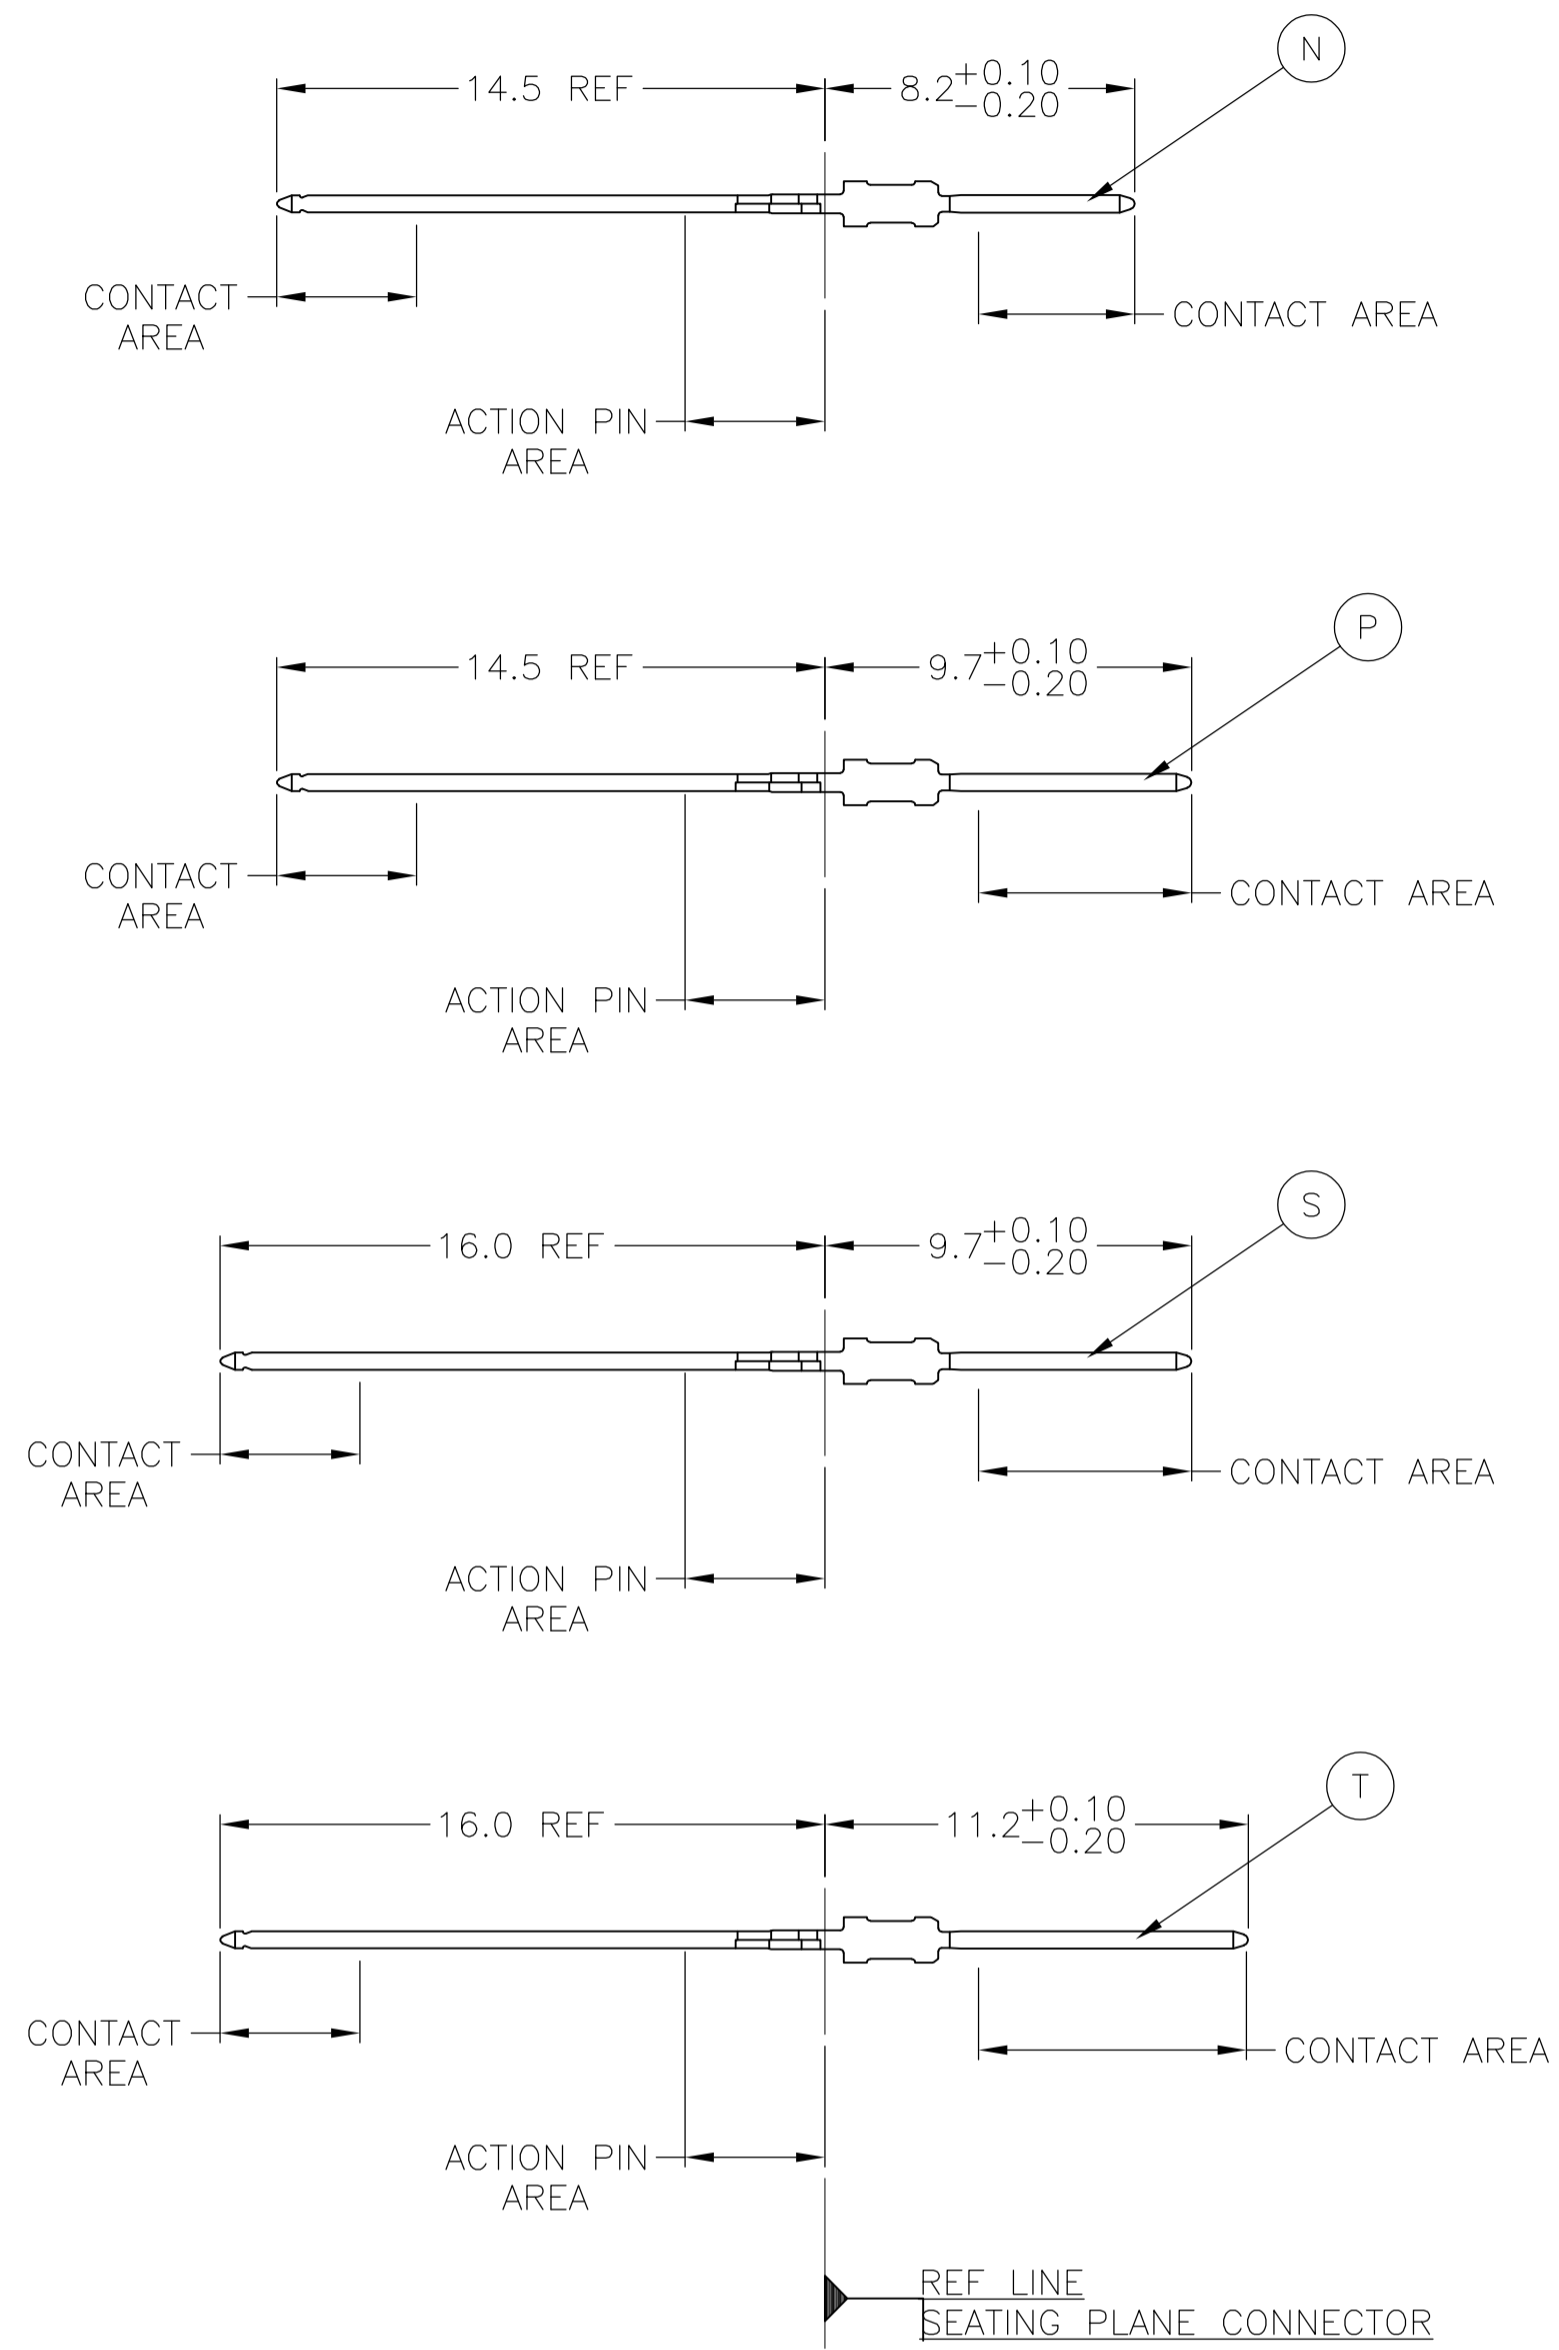 N
14.5 REF
8.2 +0.10
-0.20
CONTACT
AREA
CONTACT AREA
ACTION PIN
AREA
P
14.5 REF
9.7 +0.10
-0.20
CONTACT
AREA
CONTACT AREA
ACTION PIN
AREA
S
16.0 REF
9.7 +0.10
-0.20
CONTACT
AREA
CONTACT AREA
ACTION PIN
AREA
T
16.0 REF
11.2 +0.10
-0.20
CONTACT
AREA
CONTACT AREA
ACTION PIN
AREA
REF LINE
SEATING PLANE CONNECTOR